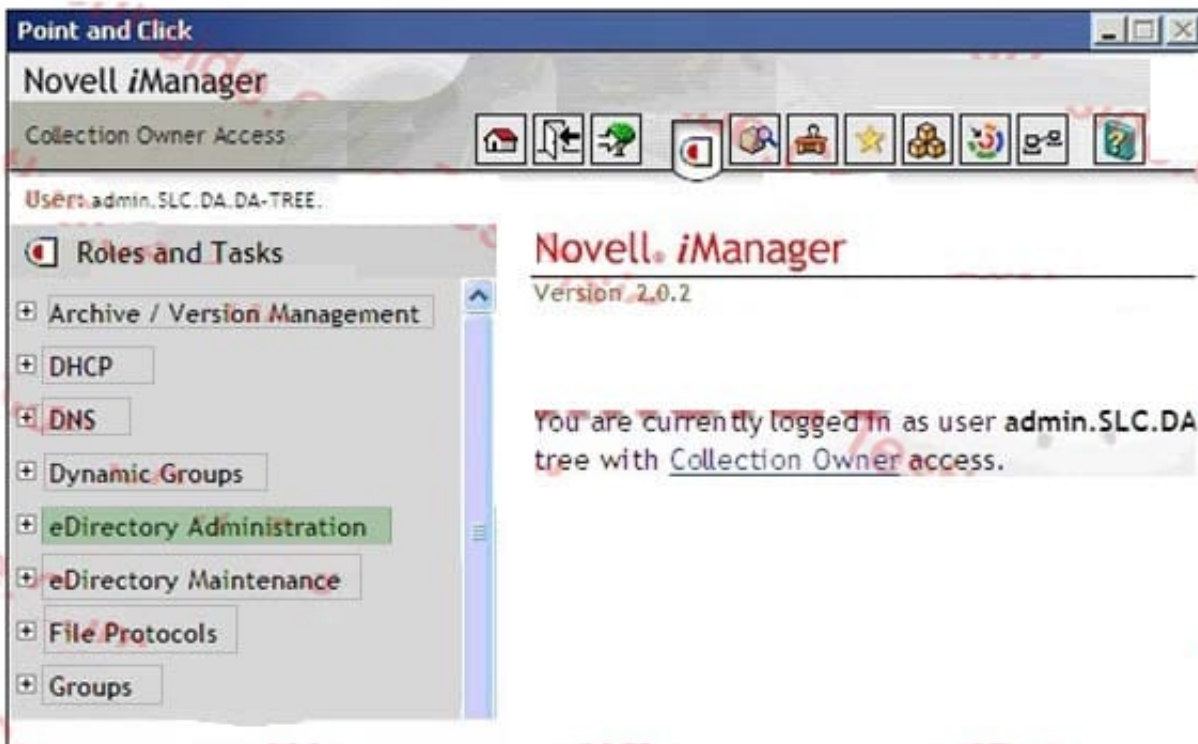 Point and Click
Novell iManager
Collection Owner Access
User: admin.SLC.DA.DA-TREE.
Roles and Tasks
Archive / Version Management
DHCP
DNS
Dynamic Groups
eDirectory Administration
eDirectory Maintenance
File Protocols
Groups
Novell® iManager
Version 2.0.2
You are currently logged in as user admin.SLC.DA
tree with Collection Owner access.